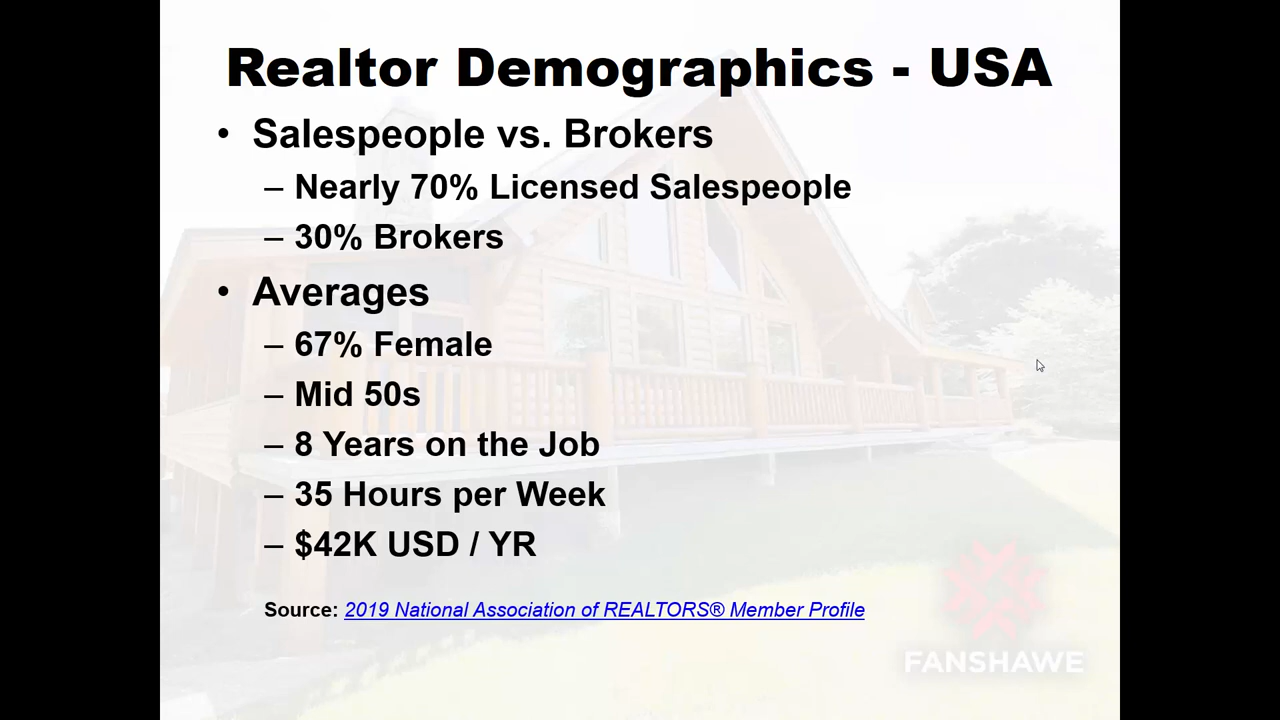 Realtor Demographics - USA
• Salespeople vs. Brokers
– Nearly 70% Licensed Salespeople
– 30% Brokers
• Averages
– 67% Female
– Mid 50s
– 8 Years on the Job
– 35 Hours per Week
– $42K USD / YR
Source: 2019 National Association of REALTORS® Member Profile
FANSHAWE